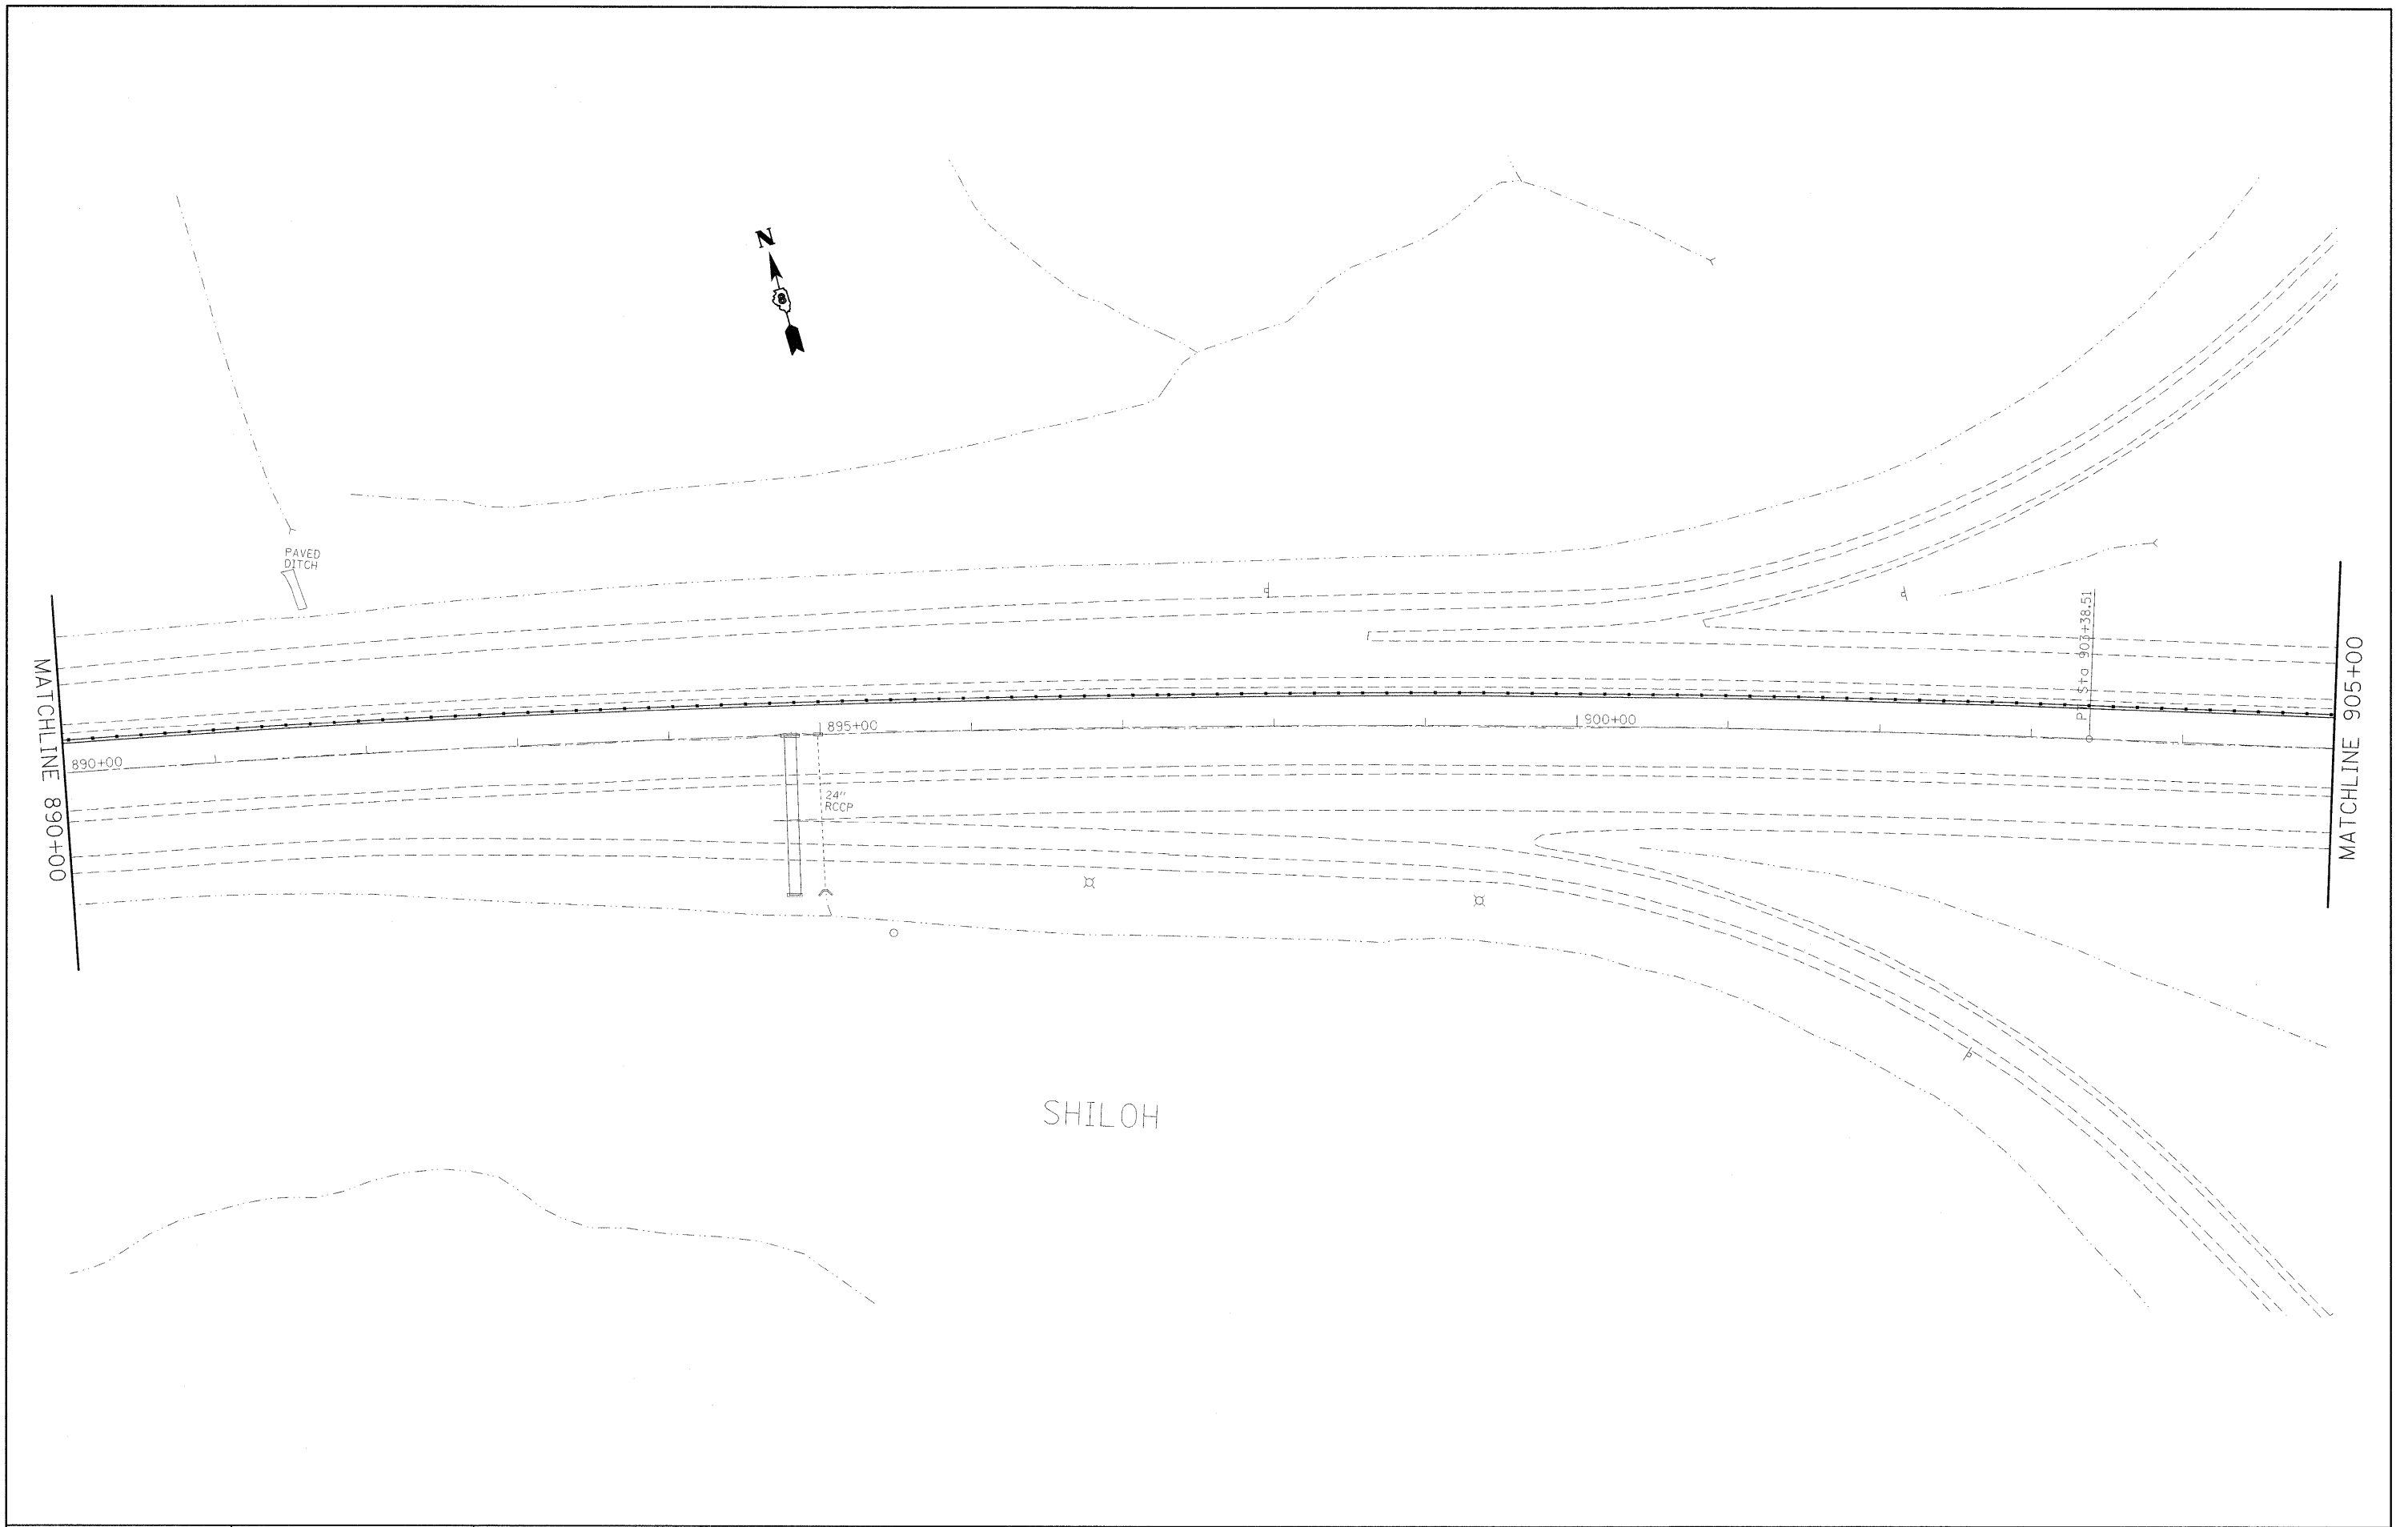 N
8
PAVED
DITCH
PI Sta 903+38.51
MATCHLINE 890+00
MATCHLINE 905+00
890+00
895+00
900+00
24"
RCCP
SHILOH